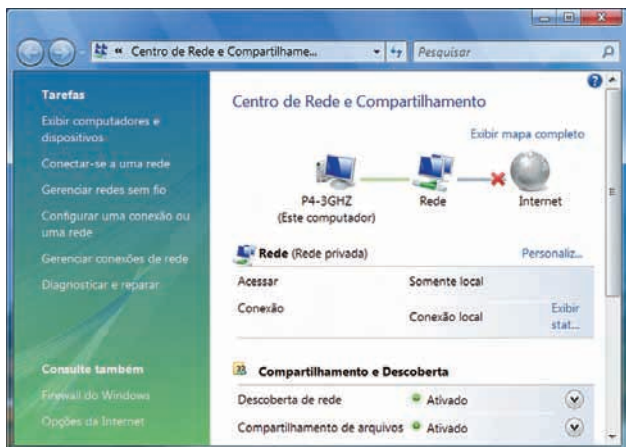 « Centro de Rede e Compartilhame...
Pesquisar
Tarefas
Exibir computadores e
dispositivos
Conectar-se a uma rede
Gerenciar redes sem fio
Configurar uma conexão ou
uma rede
Gerenciar conexões de rede
Diagnosticar e reparar
Consulte também
Firewall do Windows
Opções da Internet
Centro de Rede e Compartilhamento
Exibir mapa completo
P4-3GHZ
(Este computador)
Rede
Internet
Rede (Rede privada)
Personaliz...
Acessar
Somente local
Conexão
Conexão local
Exibir
stat...
Compartilhamento e Descoberta
Descoberta de rede
Ativado
Compartilhamento de arquivos
Ativado